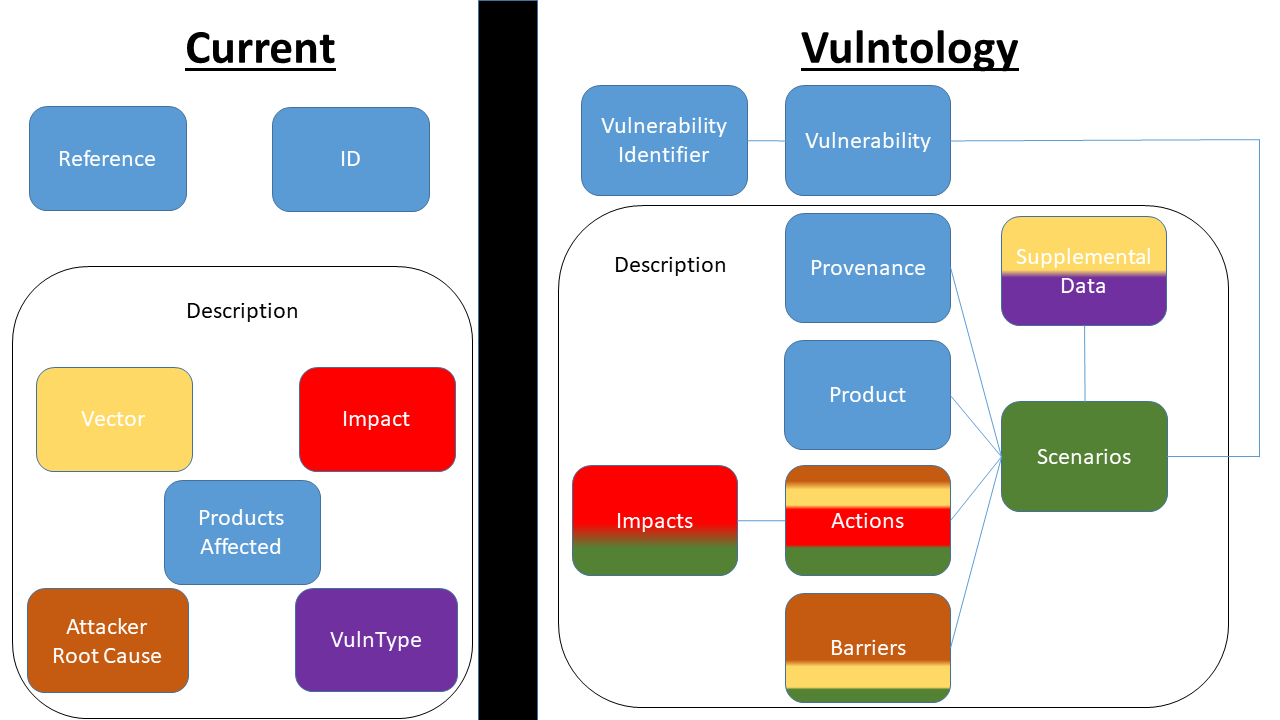 Current
Reference
ID
Description
Vector
Impact
Products
Affected
Attacker
Root Cause
VulnType
Vulntology
Vulnerability
Identifier
Vulnerability
Description
Provenance
Supplemental
Data
Product
Scenarios
Impacts
Actions
Barriers